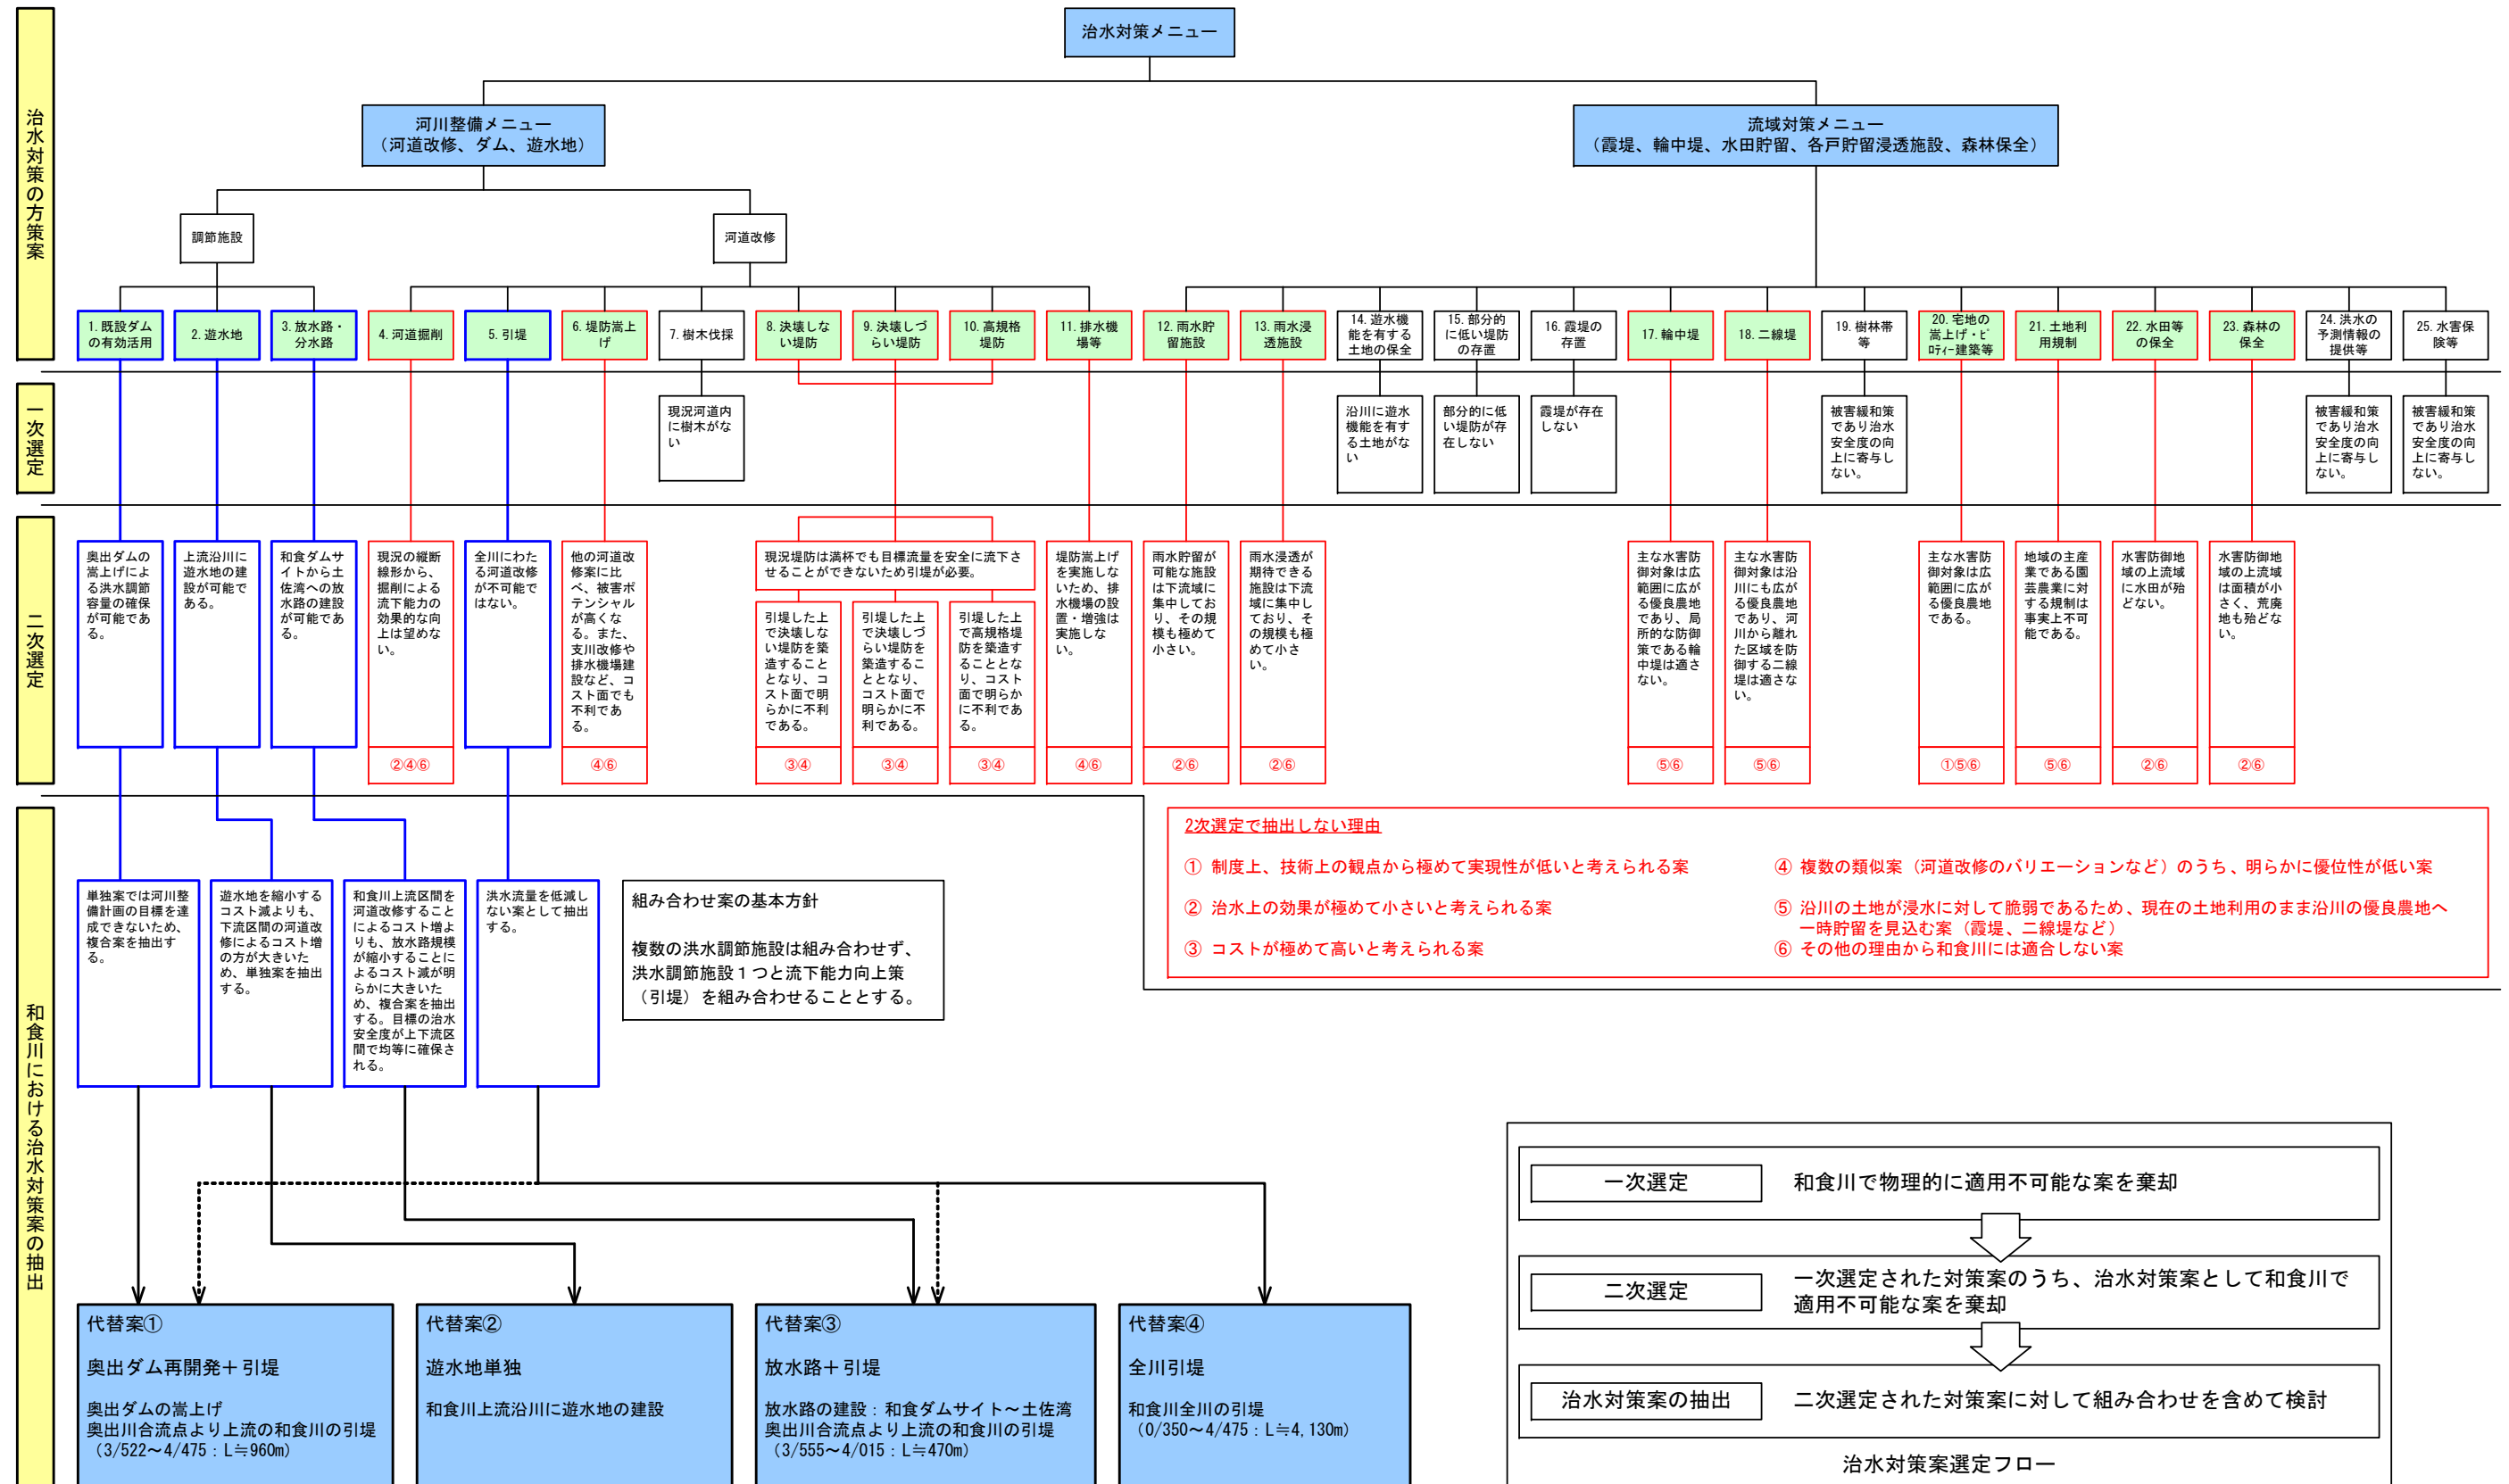 治水対策の方策案
治水対策メニュー
河川整備メニュー
（河道改修、ダム、遊水地）
流域対策メニュー
（霞堤、輪中堤、水田貯留、各戸貯留浸透施設、森林保全）
調節施設
河道改修
1.既設ダム
の有効活用
2.遊水地
3.放水路・
分水路
4.河道掘削
5.引堤
6.堤防嵩上
げ
7.樹木伐採
8.決壊しな
い堤防
9.決壊しづ
らい堤防
10.高規格
堤防
11.排水機
場等
12.雨水貯
留施設
13.雨水浸
透施設
14.遊水機
能を有する
土地の保全
15.部分的
に低い堤防
の存置
16.霞堤の
存置
17.輪中堤
18.二線堤
19.樹林帯
等
20.宅地の
嵩上げ・ピ
ロティー建築等
21.土地利
用規制
22.水田等
の保全
23.森林の
保全
24.洪水の
予測情報の
提供等
25.水害保
険等
一次選定
現況河道内
に樹木がな
い
沿川に遊水
機能を有す
る土地がな
い
部分的に低
い堤防が存
在しない
霞堤が存在
しない
被害緩和策
であり治水
安全度の向
上に寄与し
ない。
被害緩和策
であり治水
安全度の向
上に寄与し
ない。
被害緩和策
であり治水
安全度の向
上に寄与し
ない。
二次選定
奥出ダムの
嵩上げによ
る洪水調節
容量の確保
が可能であ
る。
上流沿川に
遊水地の建
設が可能で
ある。
和食ダムサ
イトから土
佐湾への放
水路の建設
が可能であ
る。
現況の縦断
線形から、
掘削による
流下能力の
効果的な向
上は望めな
い。
②④⑥
全川にわた
る河道改修
が不可能で
はない。
他の河道改
修案に比
べ、被害ポ
テンシャル
が高くな
る。また、
支川改修や
排水機場建
設など、コ
スト面でも
不利であ
る。
④⑥
現況堤防は満杯でも目標流量を安全に流下さ
せることができないため引堤が必要。
引堤した上
で決壊しな
い堤防を築
造すること
となり、コ
スト面で明
らかに不利
である。
③④
引堤した上
で決壊しづ
らい堤防を
築造するこ
ととなり、
コスト面で
明らかに不
利である。
③④
引堤した上
で高規格堤
防を築造す
ることとな
り、コスト
面で明らか
に不利であ
る。
③④
堤防嵩上げ
を実施しな
いため、排
水機場の設
置・増強は
実施しな
い。
④⑥
雨水貯留が
可能な施設
は下流域に
集中してお
り、その規
模も極めて
小さい。
②⑥
雨水浸透が
期待できる
施設は下流
域に集中し
ており、そ
の規模も極
めて小さ
い。
②⑥
主な水害防
御対象は広
範囲に広が
る優良農地
であり、局
所的な防御
策である輪
中堤は適さ
ない。
⑤⑥
主な水害防
御対象は沿
川にも広が
る優良農地
であり、河
川から離れ
た区域を防
御する二線
堤は適さな
い。
⑤⑥
主な水害防
御対象は広
範囲に広が
る優良農地
である。
①⑤⑥
地域の主産
業である園
芸農業に対
する規制は
事実上不可
能である。
⑤⑥
水害防御地
域の上流域
に水田が殆
どない。
②⑥
水害防御地
域の上流域
は面積が小
さく、荒廃
地も殆どな
い。
②⑥
2次選定で抽出しない理由
① 制度上、技術上の観点から極めて実現性が低いと考えられる案
② 治水上の効果が極めて小さいと考えられる案
③ コストが極めて高いと考えられる案
④ 複数の類似案（河道改修のバリエーションなど）のうち、明らかに優位性が低い案
⑤ 沿川の土地が浸水に対して脆弱であるため、現在の土地利用のまま沿川の優良農地へ
一時貯留を見込む案（霞堤、二線堤など）
⑥ その他の理由から和食川には適合しない案
和食川における治水対策案の抽出
単独案では河川整
備計画の目標を達
成できないため、
複合案を抽出す
る。
遊水地を縮小する
コスト減よりも、
下流区間の河道改
修によるコスト増
の方が大きいた
め、単独案を抽出
する。
和食川上流区間を
河道改修すること
によるコスト増よ
りも、放水路規模
が縮小することに
よるコスト減が明
らかに大きいた
め、複合案を抽出
する。目標の治水
安全度が上下流区
間で均等に確保さ
れる。
洪水流量を低減し
ない案として抽出
する。
組み合わせ案の基本方針
複数の洪水調節施設は組み合わせず、
洪水調節施設１つと流下能力向上策
（引堤）を組み合わせることとする。
代替案①
奥出ダム再開発＋引堤
奥出ダムの嵩上げ
奥出川合流点より上流の和食川の引堤
（3/522～4/475：L≒960m）
代替案②
遊水地単独
和食川上流沿川に遊水地の建設
代替案③
放水路＋引堤
放水路の建設：和食ダムサイト～土佐湾
奥出川合流点より上流の和食川の引堤
（3/555～4/015：L≒470m）
代替案④
全川引堤
和食川全川の引堤
（0/350～4/475：L≒4,130m）
一次選定
和食川で物理的に適用不可能な案を棄却
二次選定
一次選定された対策案のうち、治水対策案として和食川で
適用不可能な案を棄却
治水対策案の抽出
二次選定された対策案に対して組み合わせを含めて検討
治水対策案選定フロー